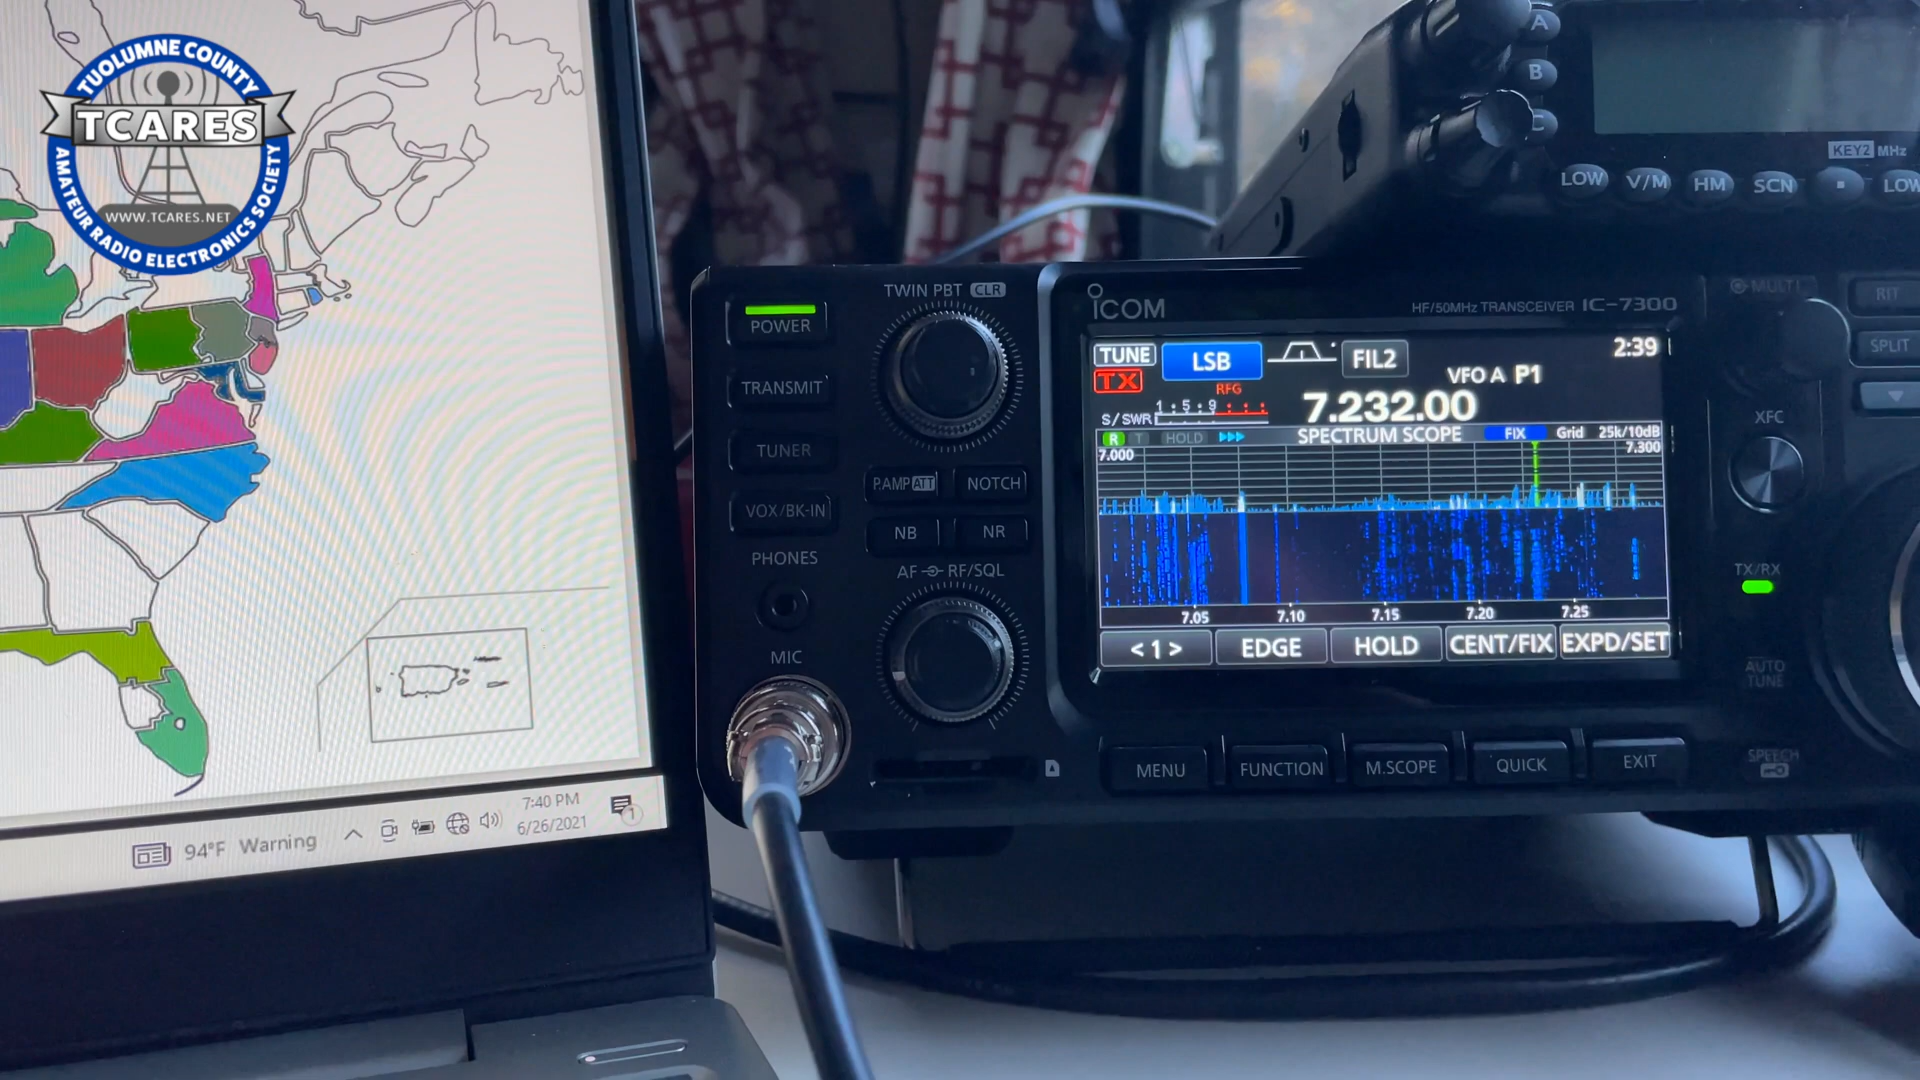 TUOLUMNE COUNTY
TCARES
WWW.TCARES.NET
AMATEUR RADIO ELECTRONICS SOCIETY
94°F Warning
7:40 PM
6/26/2021
1
POWER
TRANSMIT
TUNER
VOX/BK-IN
PHONES
MIC
TWIN PBT CLR
P.AMP ATT
NOTCH
NB
NR
AF RF/SQL
ICOM
HF/50MHz TRANSCEIVER IC-7300
TUNE LSB FIL2 2:39
TX RFG VFO A P1
S/SWR 1:5:9 7.232.00
R T HOLD SPECTRUM SCOPE FIX Grid 25k/10dB
7.000 7.300
7.05 7.10 7.15 7.20 7.25
< 1 > EDGE HOLD CENT/FIX EXPD/SET
MENU FUNCTION M.SCOPE QUICK EXIT
A
B
C
KEY2 MHz
LOW V/M HM SCN LOW
MULTI
RIT
SPLIT
XFC
TX/RX
AUTO
TUNE
SPEECH